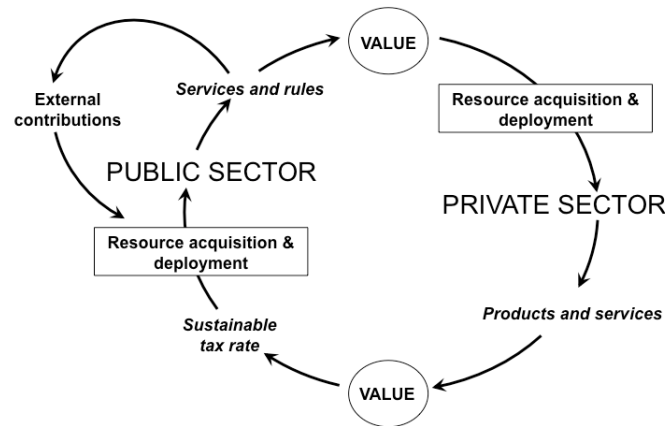 VALUE
Services and rules
External
contributions
Resource acquisition &
deployment
PUBLIC SECTOR
PRIVATE SECTOR
Resource acquisition &
deployment
Products and services
Sustainable
tax rate
VALUE